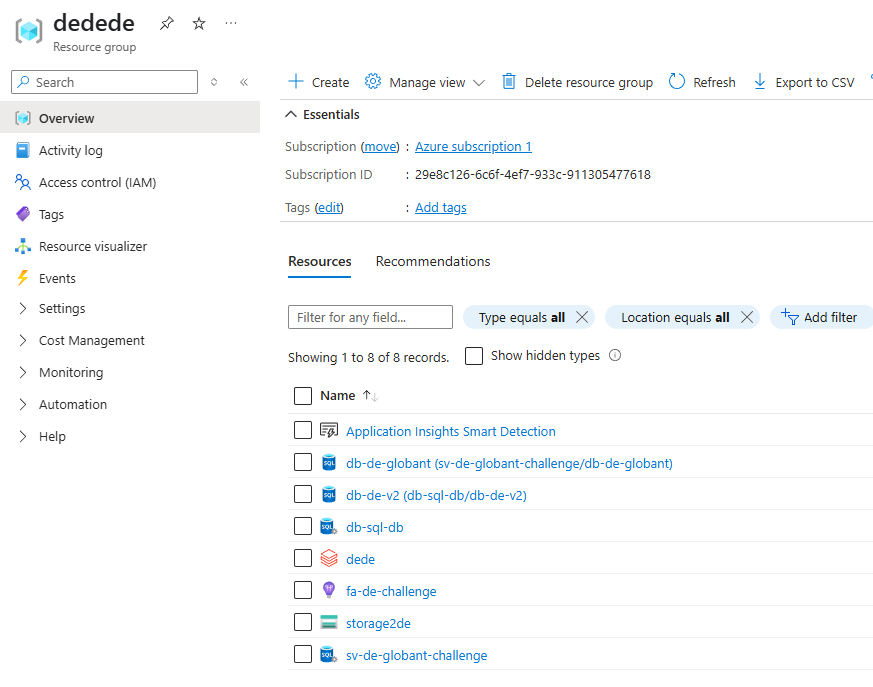 dedede
Resource group
Search
Create Manage view Delete resource group Refresh Export to CSV
Overview
Activity log
Access control (IAM)
Tags
Resource visualizer
Events
Settings
Cost Management
Monitoring
Automation
Help
Essentials
Subscription (move) : Azure subscription 1
Subscription ID : 29e8c126-6c6f-4ef7-933c-911305477618
Tags (edit) : Add tags
Resources Recommendations
Filter for any field... Type equals all Location equals all Add filter
Showing 1 to 8 of 8 records. Show hidden types
Name
Application Insights Smart Detection
db-de-globant (sv-de-globant-challenge/db-de-globant)
db-de-v2 (db-sql-db/db-de-v2)
db-sql-db
dede
fa-de-challenge
storage2de
sv-de-globant-challenge